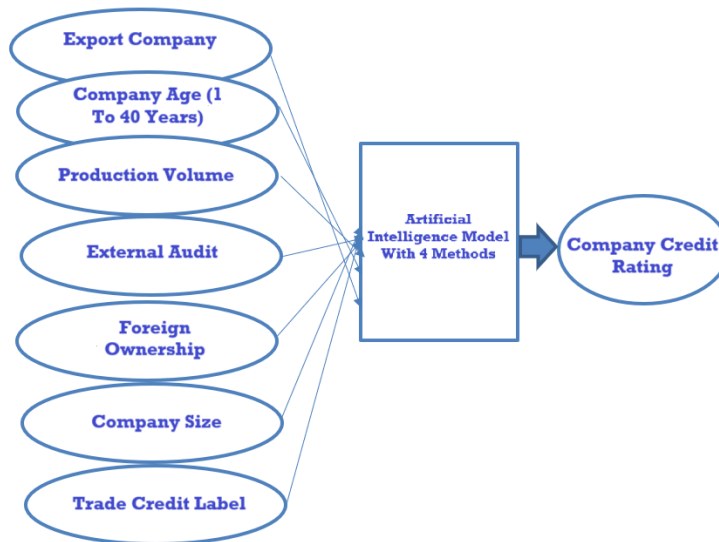 Export Company
Company Age (1
To 40 Years)
Production Volume
External Audit
Foreign
Ownership
Company Size
Trade Credit Label
Artificial
Intelligence Model
With 4 Methods
Company Credit
Rating